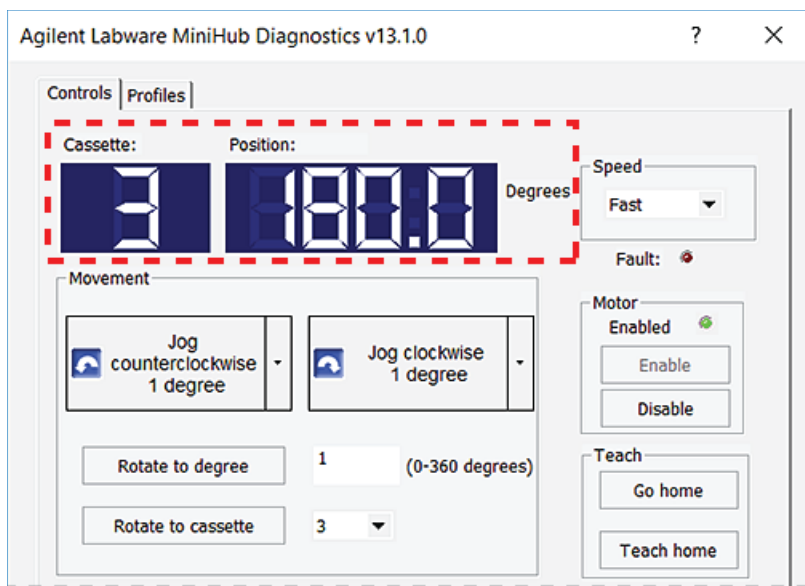 Agilent Labware MiniHub Diagnostics v13.1.0 ?
Controls Profiles
Cassette: Position:
3 180.0 Degrees
Speed
Fast
Fault:
Movement
Jog
counterclockwise
1 degree
Jog clockwise
1 degree
Motor
Enabled
Enable
Disable
Rotate to degree 1 (0-360 degrees)
Rotate to cassette 3
Teach
Go home
Teach home